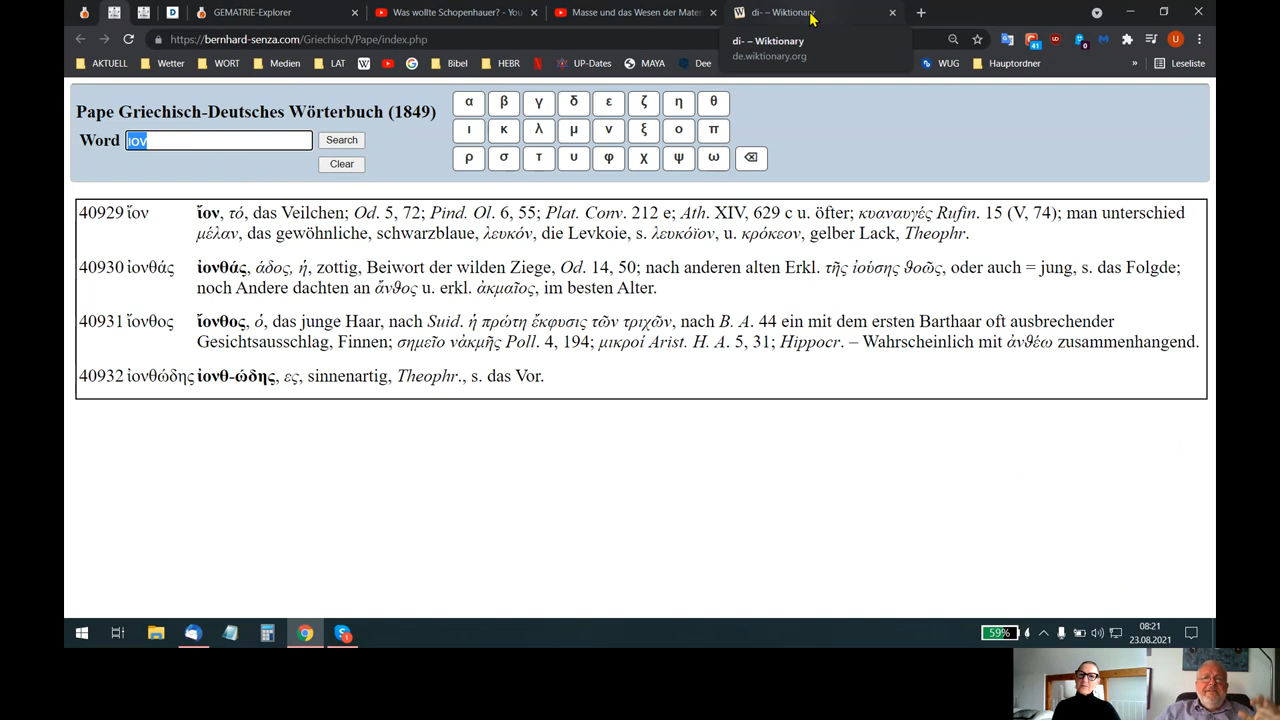 GEMATRIE-Explorer
Was wollte Schopenhauer? - You
Masse und das Wesen der Mater
di- – Wiktionary
https://bernhard-senza.com/Griechisch/Pape/index.php
di- – Wiktionary
de.wiktionary.org
AKTUELL Wetter WORT Medien LAT Bibel HEBR UP-Dates MAYA Dee WUG Hauptordner » Leseliste
Pape Griechisch-Deutsches Wörterbuch (1849)
Word ιον Search
Clear
α β γ δ ε ζ η θ
ι κ λ μ ν ξ ο π
ρ σ τ υ φ χ ψ ω
40929 ἴον ἴον, τό, das Veilchen; Od. 5, 72; Pind. Ol. 6, 55; Plat. Conv. 212 e; Ath. XIV, 629 c u. öfter; κυαναυγές Rufin. 15 (V, 74); man unterschied
μέλαν, das gewöhnliche, schwarzblaue, λευκόν, die Levkoie, s. λευκόϊον, u. κρόκεον, gelber Lack, Theophr.
40930 ἰονθάς ἰονθάς, άδος, ἡ, zottig, Beiwort der wilden Ziege, Od. 14, 50; nach anderen alten Erkl. τῆς ἰούσης ϑοῶς, oder auch = jung, s. das Folgde;
noch Andere dachten an ἄνϑος u. erkl. ἀκμαῖος, im besten Alter.
40931 ἴονθος ἴονθος, ὁ, das junge Haar, nach Suid. ἡ πρώτη ἔκφυσις τῶν τριχῶν, nach B. A. 44 ein mit dem ersten Barthaar oft ausbrechender
Gesichtsausschlag, Finnen; σημεῖο νἀκμῆς Poll. 4, 194; μικροί Arist. H. A. 5, 31; Hippocr. – Wahrscheinlich mit ἀνϑέω zusammenhangend.
40932 ἰονθώδης ἰονθ-ώδης, ες, sinnenartig, Theophr., s. das Vor.
59%
08:21
23.08.2021